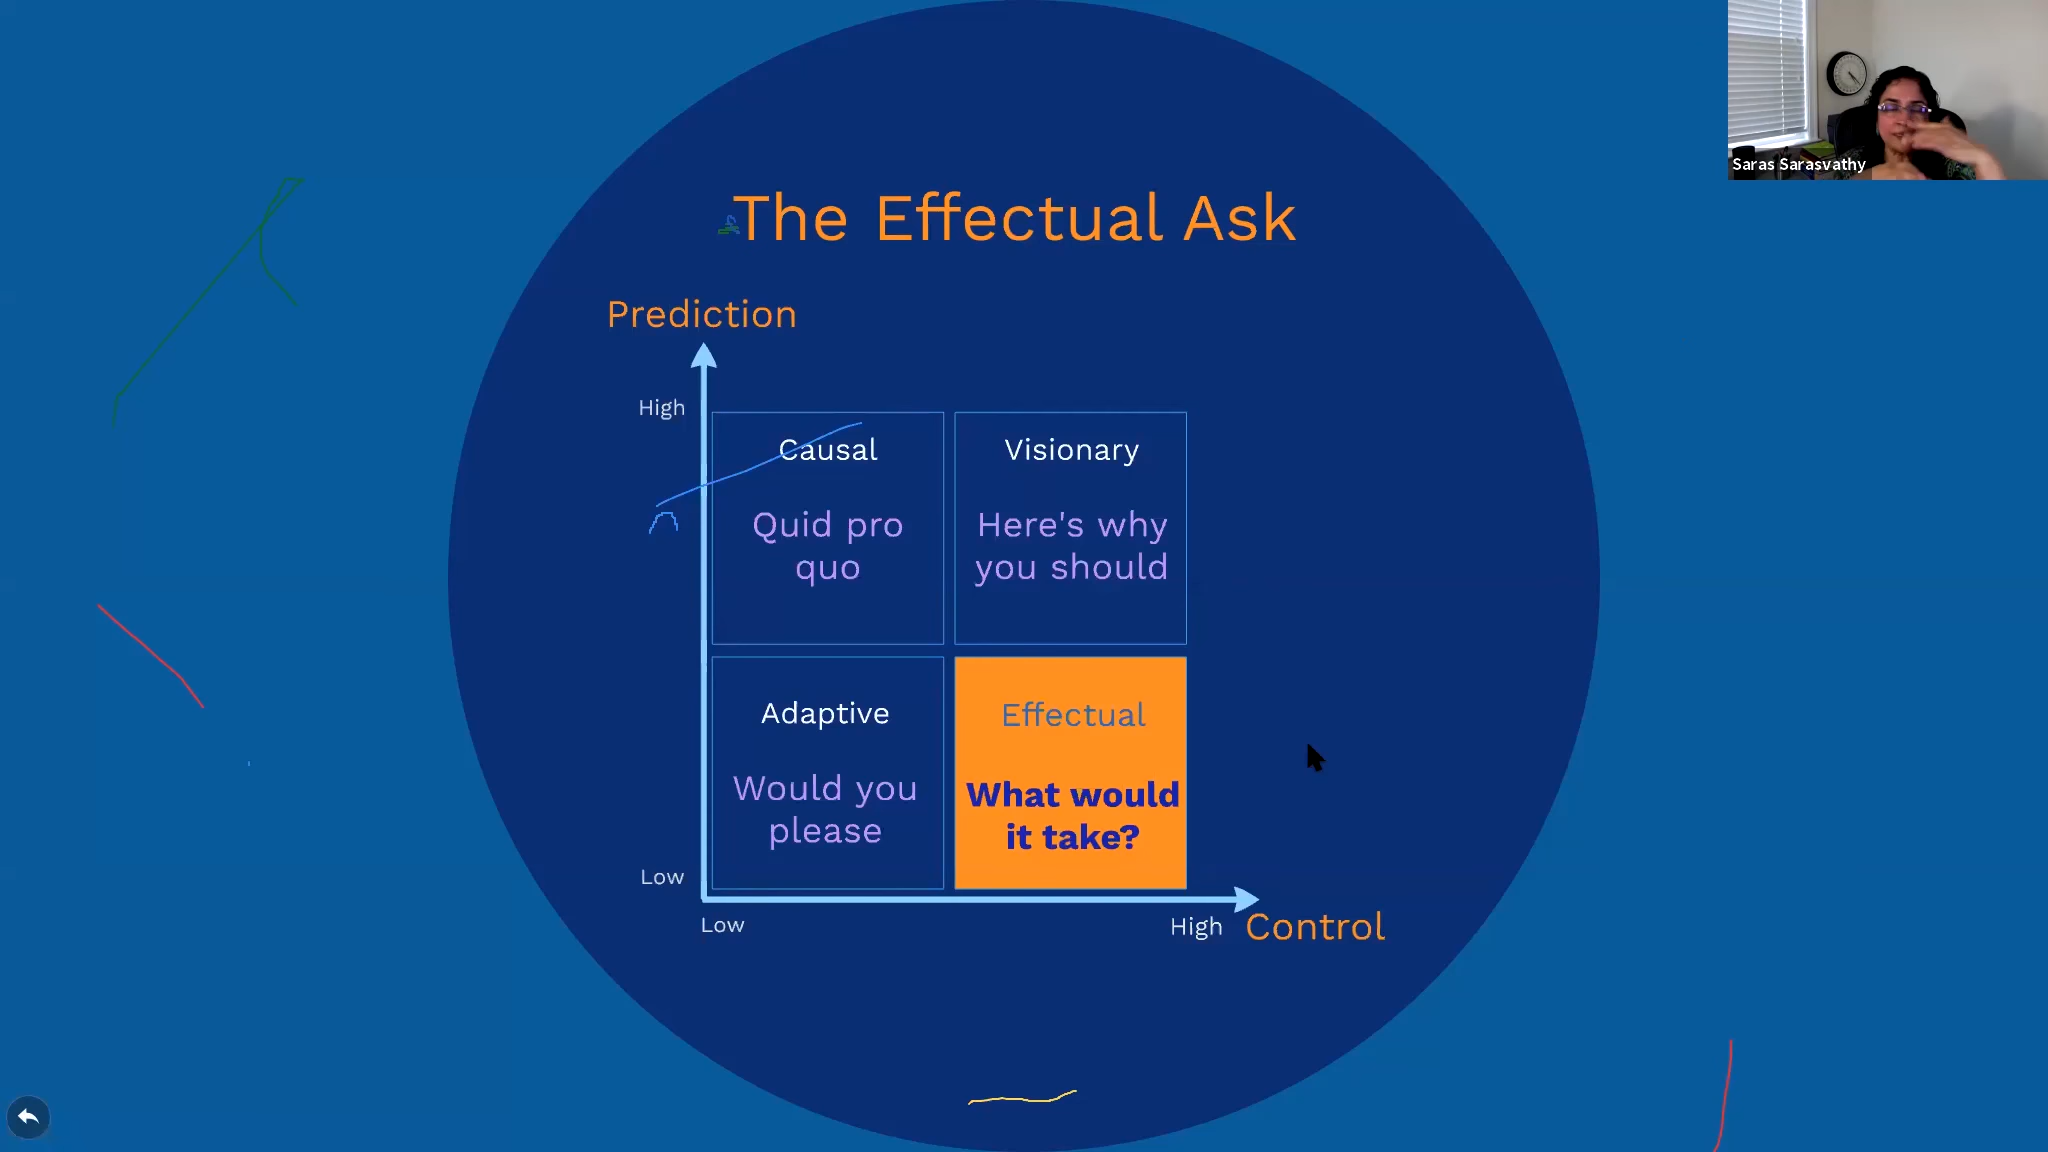 Saras Sarasvathy
The Effectual Ask
Prediction
High
Causal
Visionary
Quid pro
quo
Here's why
you should
Adaptive
Effectual
Would you
please
What would
it take?
Low
Low
High
Control